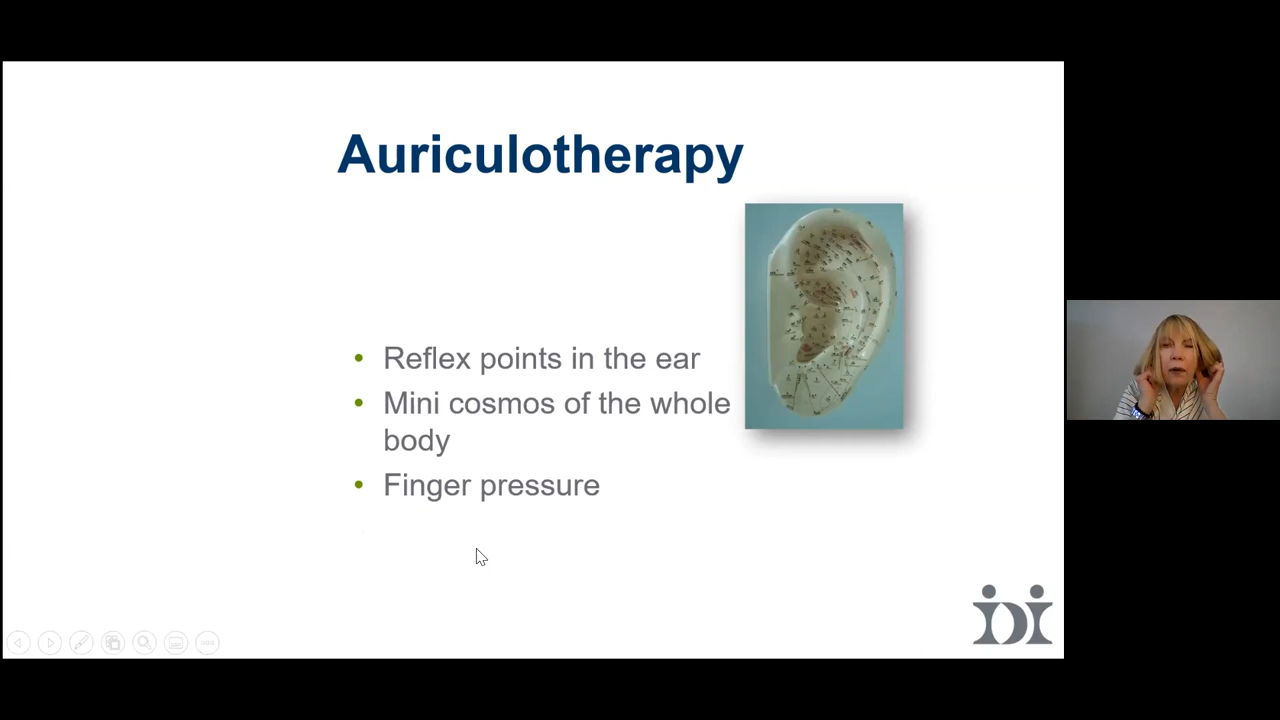 Auriculotherapy
• Reflex points in the ear
• Mini cosmos of the whole
body
• Finger pressure